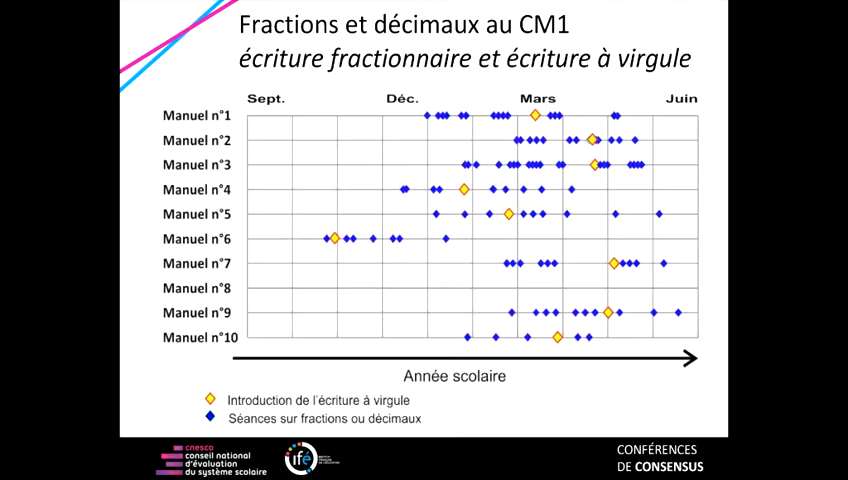 Fractions et décimaux au CM1
écriture fractionnaire et écriture à virgule
Sept. Déc. Mars Juin
Manuel n°1
Manuel n°2
Manuel n°3
Manuel n°4
Manuel n°5
Manuel n°6
Manuel n°7
Manuel n°8
Manuel n°9
Manuel n°10
Année scolaire
Introduction de l'écriture à virgule
Séances sur fractions ou décimaux
cnesco
conseil national
d'évaluation
du système scolaire
ifé
CONFÉRENCES
DE CONSENSUS